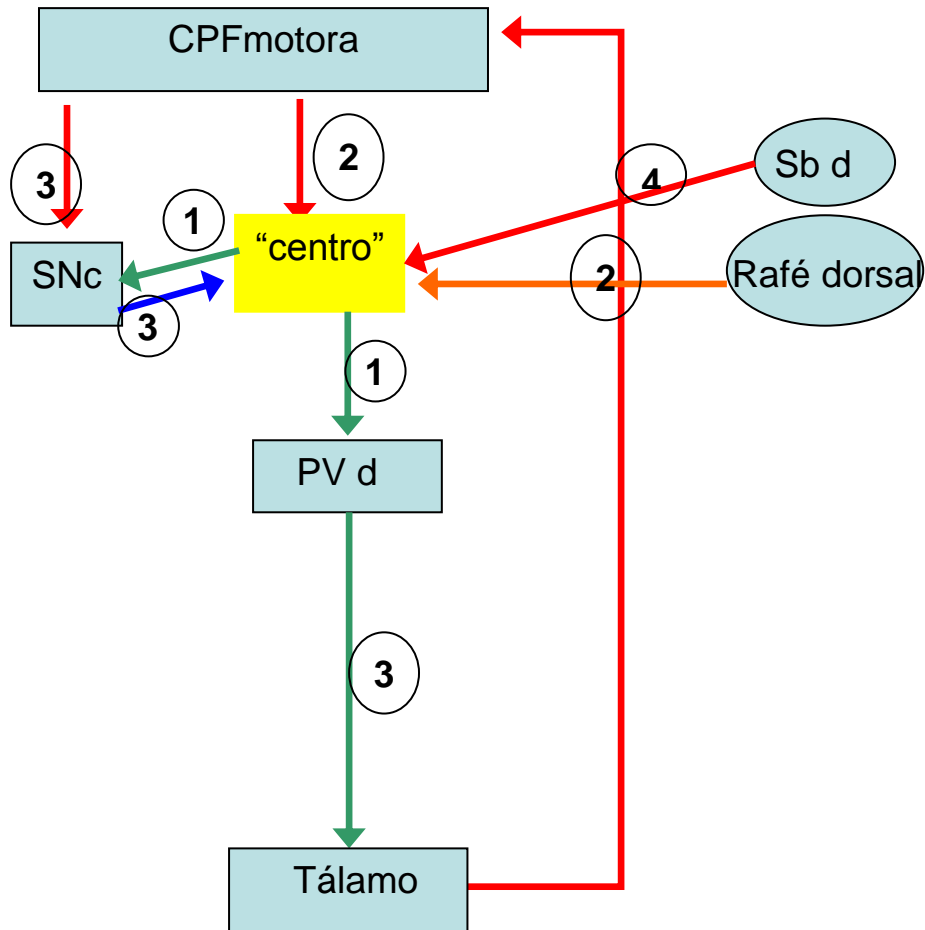 CPFmotora
2
3
Sb d
4
1
“centro”
SNc
Rafé dorsal
2
3
1
PV d
3
Tálamo